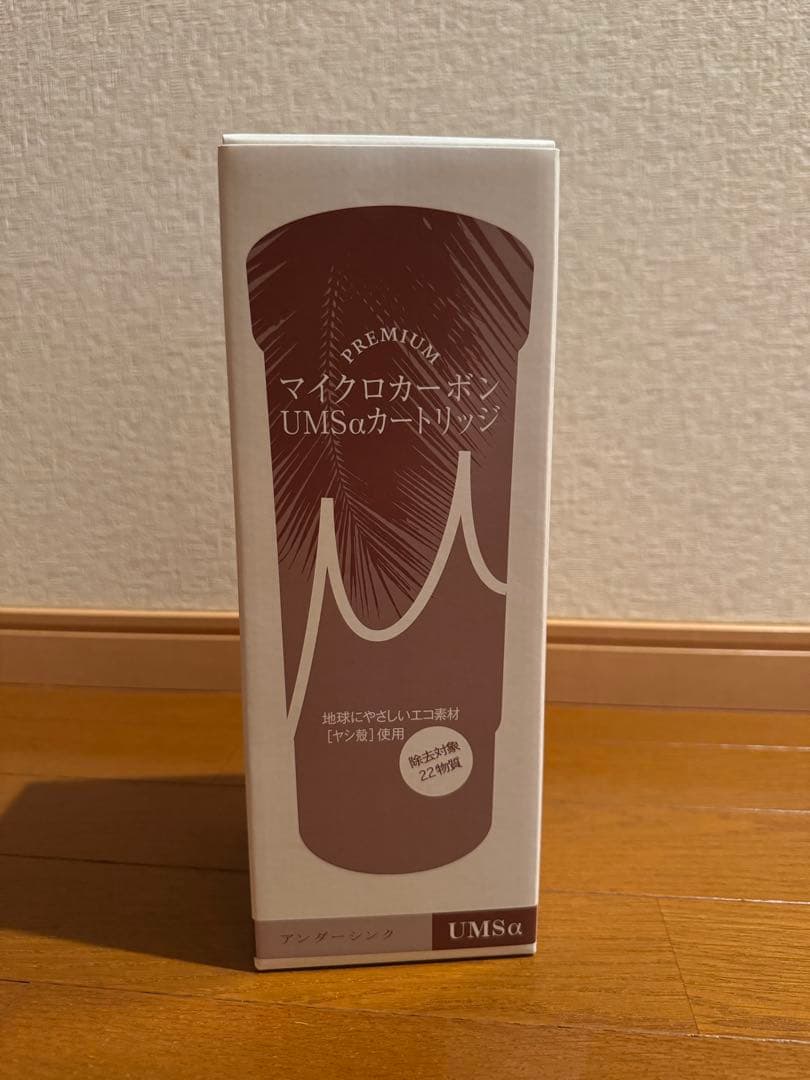 PREMIUM
マイクロカーボン
UMSαカートリッジ
地球にやさしいエコ素材
[ヤシ殻]使用
除去対象
22物質
アンダーシンク
UMSα